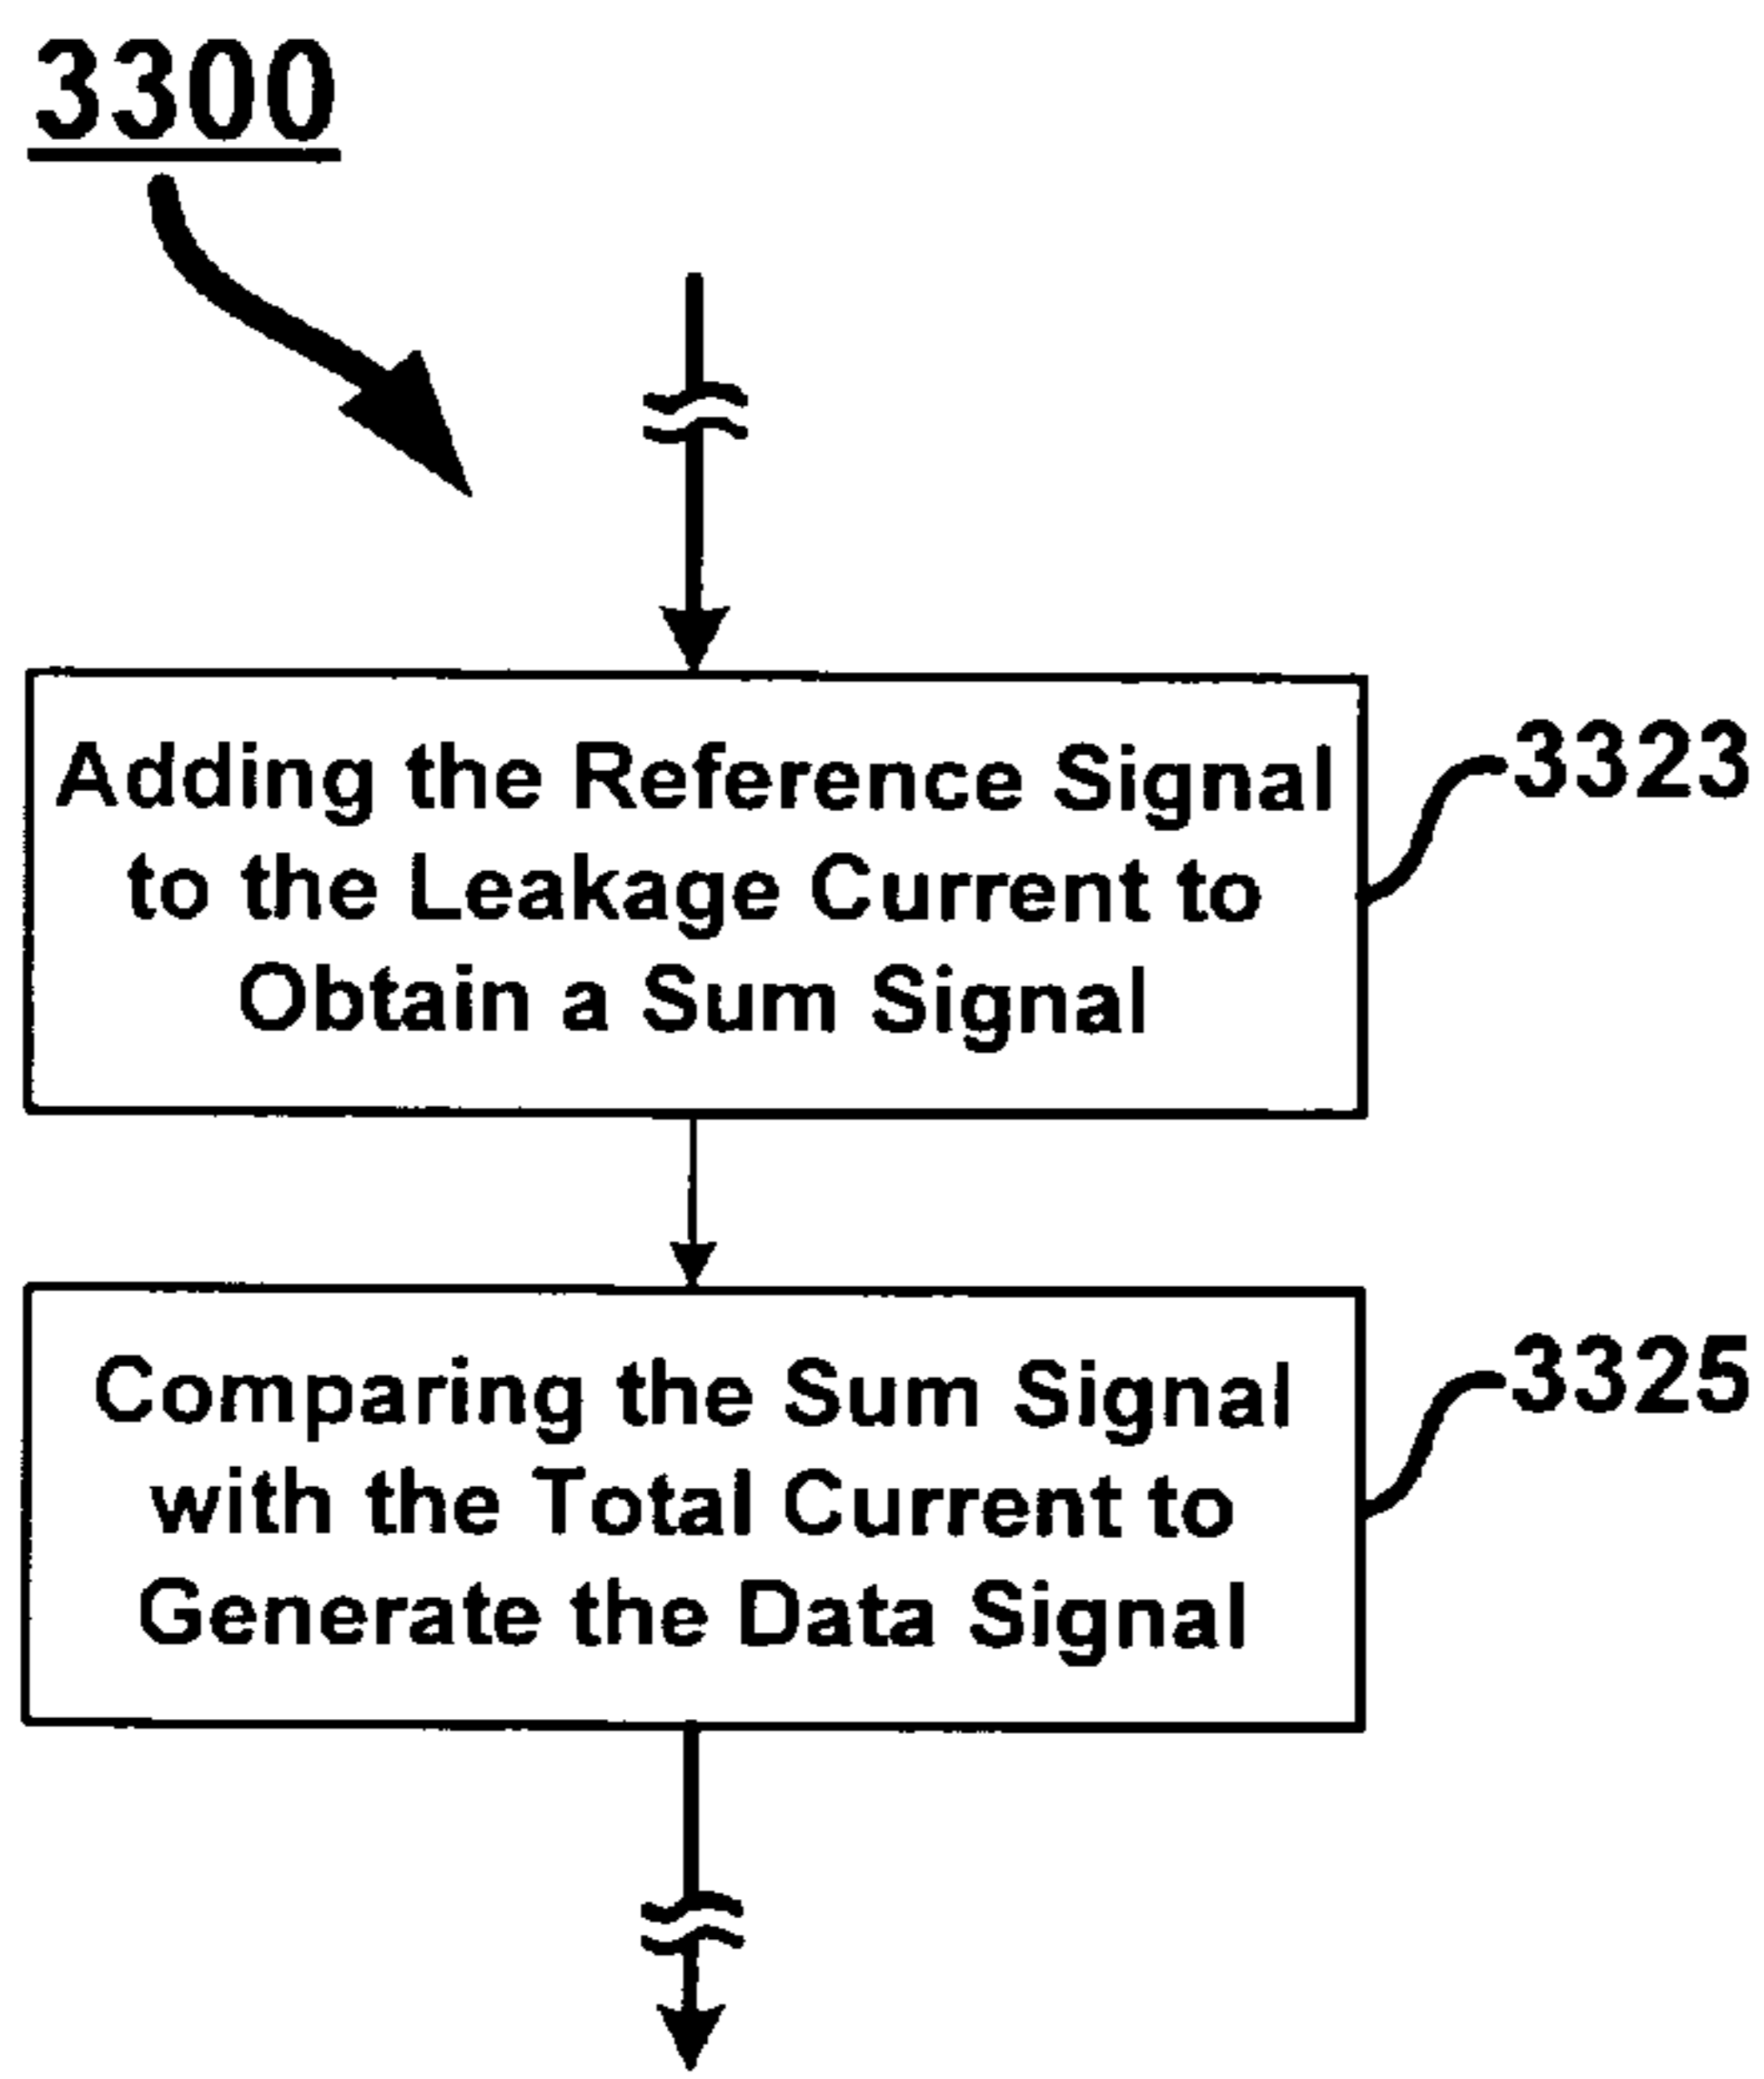 3300
Adding the Reference Signal
to the Leakage Current to
Obtain a Sum Signal
3323
Comparing the Sum Signal
with the Total Current to
Generate the Data Signal
3325